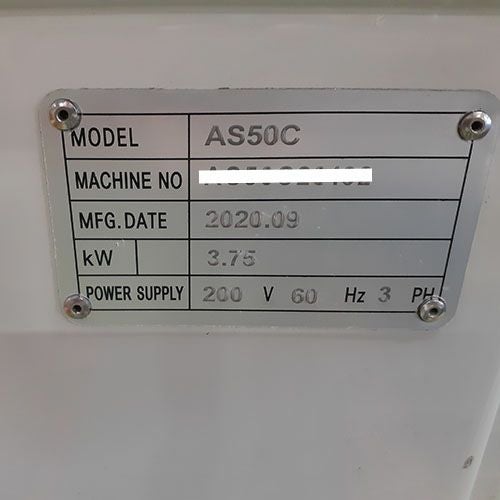 MODEL AS50C
MACHINE NO
MFG.DATE 2020.09
kW 3.75
POWER SUPPLY 200 V 60 Hz 3 PH